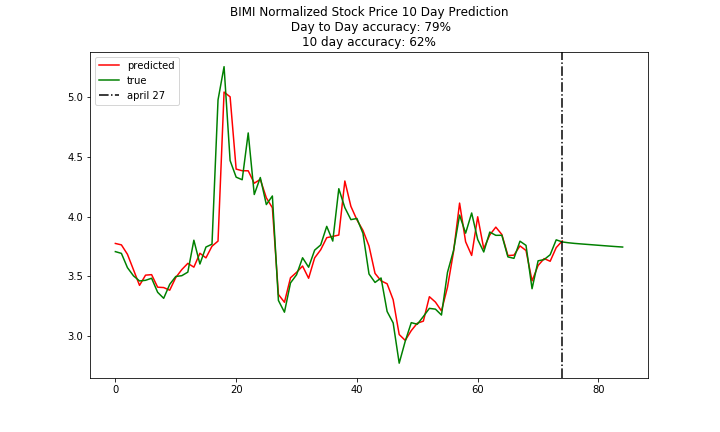 BIMI Normalized Stock Price 10 Day Prediction
Day to Day accuracy: 79%
10 day accuracy: 62%
predicted
true
april 27
5.0
4.5
4.0
3.5
3.0
0
20
40
60
80